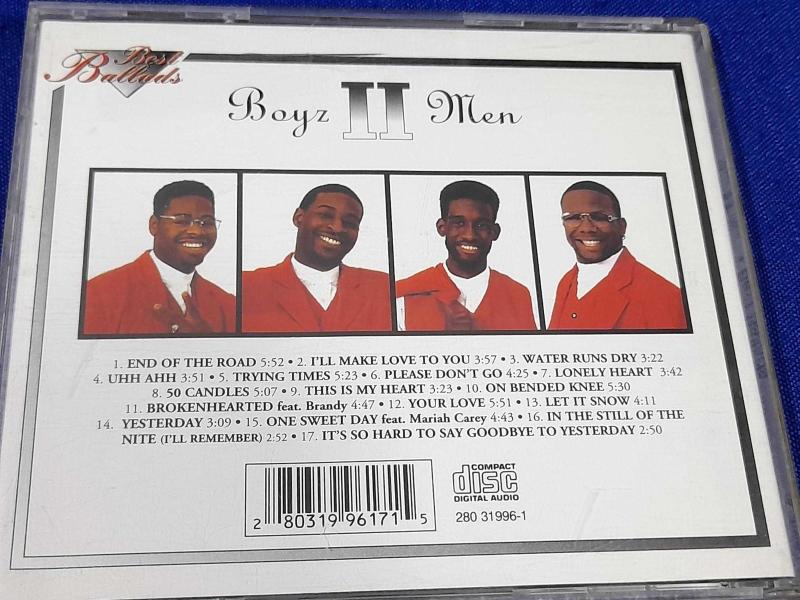 Best
Ballads
Boyz II Men
1. END OF THE ROAD 5:52 • 2. I'LL MAKE LOVE TO YOU 3:57 • 3. WATER RUNS DRY 3:22
4. UHH AHH 3:51 • 5. TRYING TIMES 5:23 • 6. PLEASE DON'T GO 4:25 • 7. LONELY HEART 3:42
8. 50 CANDLES 5:07 • 9. THIS IS MY HEART 3:23 • 10. ON BENDED KNEE 5:30
11. BROKENHEARTED feat. Brandy 4:47 • 12. YOUR LOVE 5:51 • 13. LET IT SNOW 4:11
14. YESTERDAY 3:09 • 15. ONE SWEET DAY feat. Mariah Carey 4:43 • 16. IN THE STILL OF THE
NITE (I'LL REMEMBER) 2:52 • 17. IT'S SO HARD TO SAY GOODBYE TO YESTERDAY 2:50
2 80319 96171 5
COMPACT
disc
DIGITAL AUDIO
280 31996-1